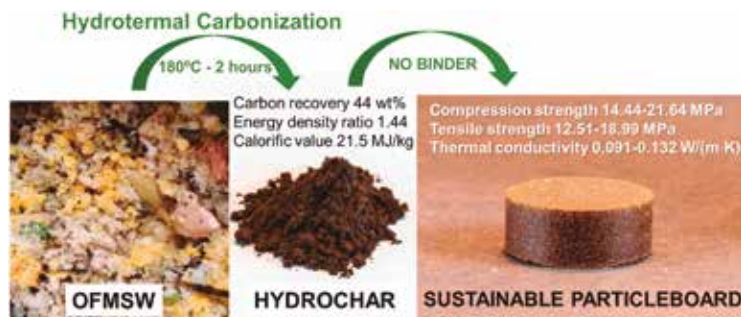 Hydrotermal Carbonization
180ºC - 2 hours
NO BINDER
Carbon recovery 44 wt%
Energy density ratio 1.44
Calorific value 21.5 MJ/kg
Compression strength 14.44-21.64 MPa
Tensile strength 12.51-18.99 MPa
Thermal conductivity 0,091-0.132 W/(m·K)
OFMSW
HYDROCHAR
SUSTAINABLE PARTICLEBOARD